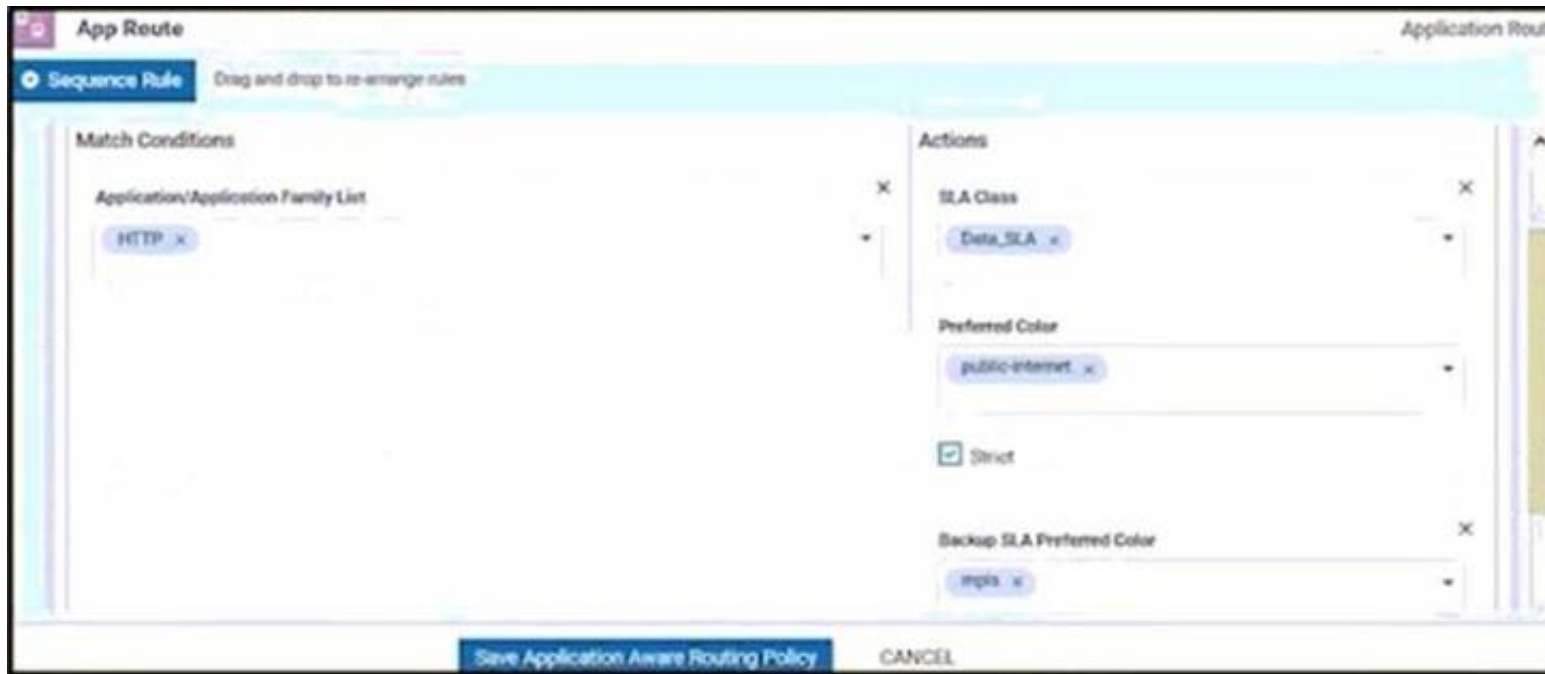 App Route
Application Rout
Sequence Rule
Drag and drop to re-arrange rules
Match Conditions
Actions
Application/Application Family List
HTTP ×
SLA Class
Data_SLA ×
Preferred Color
public-internet ×
Strict
Backup SLA Preferred Color
mpls ×
Save Application Aware Routing Policy
CANCEL